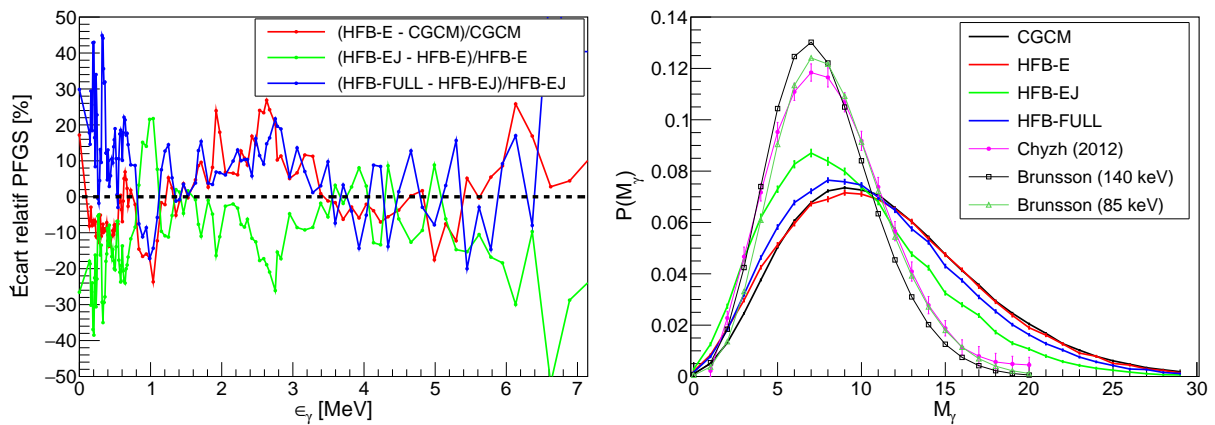 Écart relatif PFGS [%]
50
40
30
20
10
0
−10
−20
−30
−40
−50
0 1 2 3 4 5 6 7
ϵγ [MeV]
(HFB-E - CGCM)/CGCM
(HFB-EJ - HFB-E)/HFB-E
(HFB-FULL - HFB-EJ)/HFB-EJ
P(Mγ)
0.14
0.12
0.1
0.08
0.06
0.04
0.02
0
0 5 10 15 20 25 30
Mγ
CGCM
HFB-E
HFB-EJ
HFB-FULL
Chyzh (2012)
Brunsson (140 keV)
Brunsson (85 keV)